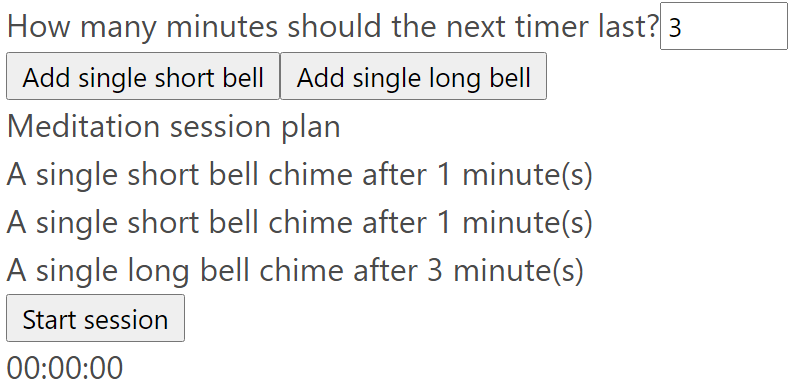 How many minutes should the next timer last? 3
Add single short bell Add single long bell
Meditation session plan
A single short bell chime after 1 minute(s)
A single short bell chime after 1 minute(s)
A single long bell chime after 3 minute(s)
Start session
00:00:00